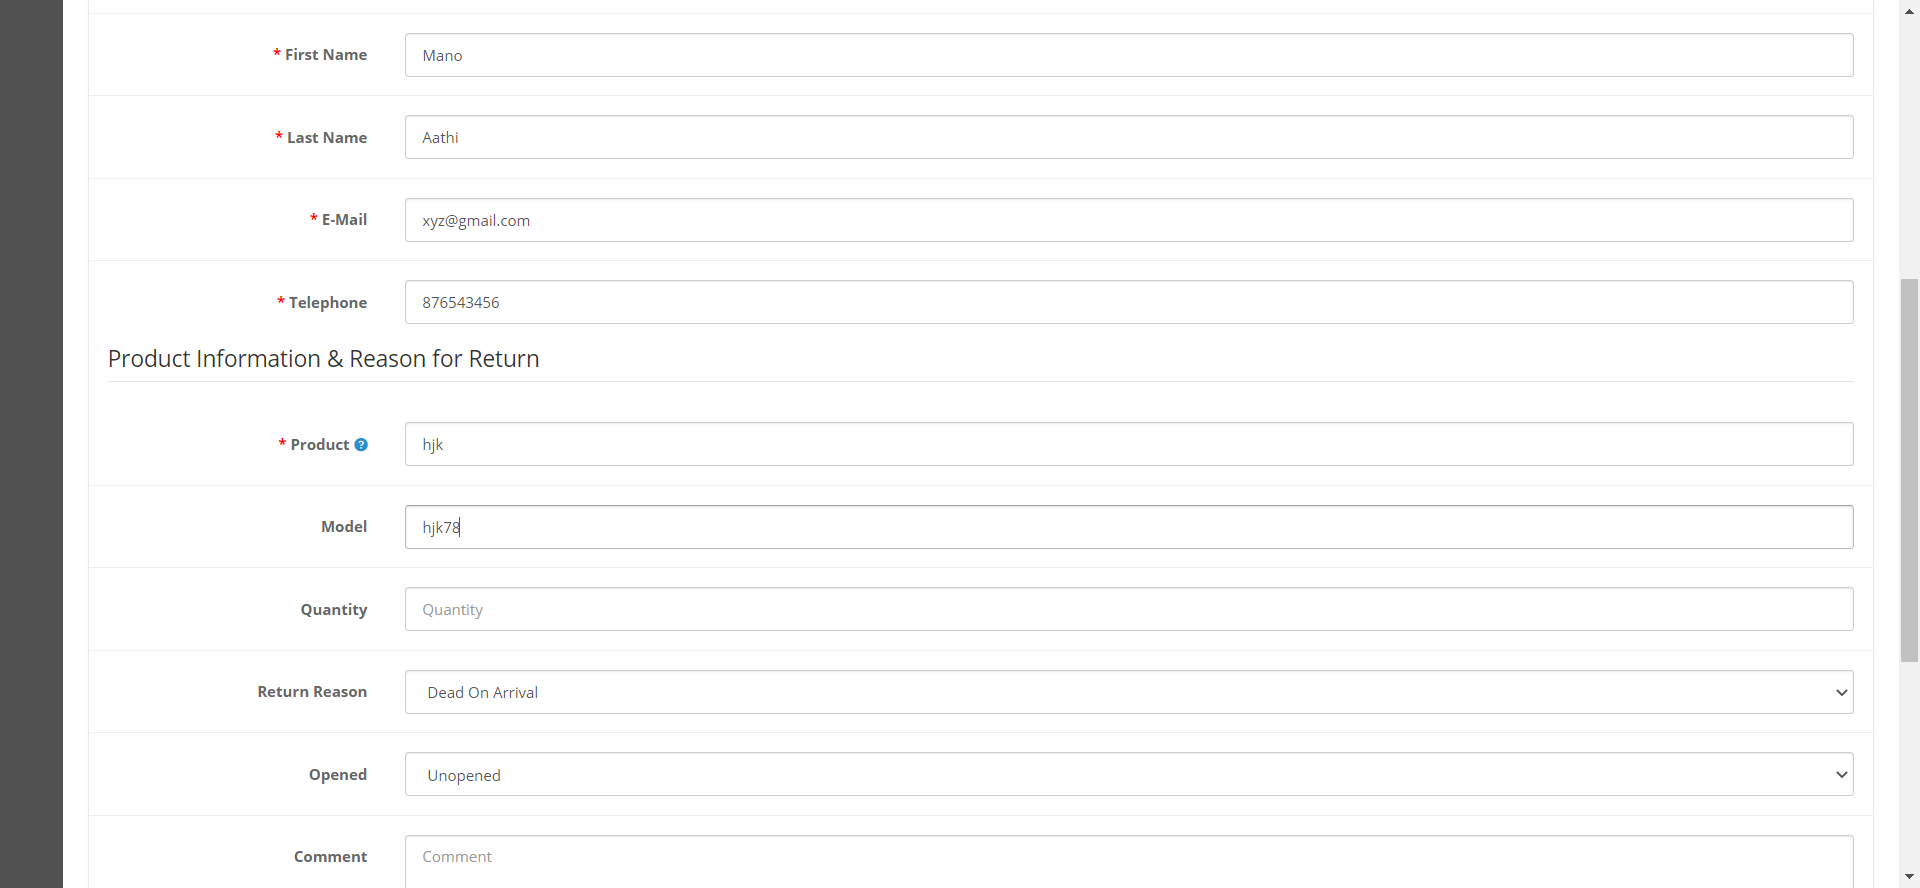 * First Name Mano
* Last Name Aathi
* E-Mail xyz@gmail.com
* Telephone 876543456
Product Information & Reason for Return
* Product ? hjk
Model hjk78
Quantity Quantity
Return Reason Dead On Arrival
Opened Unopened
Comment Comment